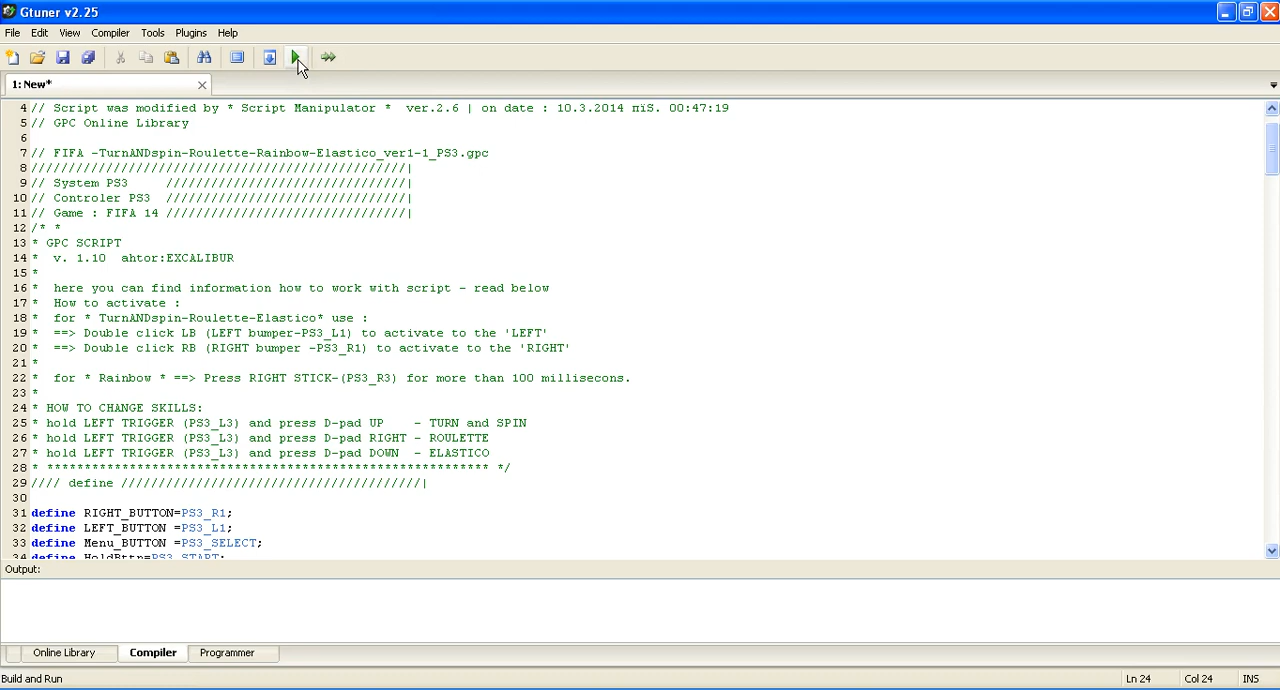 Gtuner v2.25
File Edit View Compiler Tools Plugins Help
1: New*
4 // Script was modified by * Script Manipulator *  ver.2.6 | on date : 10.3.2014 πïS. 00:47:19
5 // GPC Online Library
6
7 // FIFA -TurnANDspin-Roulette-Rainbow-Elastico_ver1-1_PS3.gpc
8 //////////////////////////////////////////////////|
9 // System PS3     ////////////////////////////////|
10 // Controler PS3  ////////////////////////////////|
11 // Game : FIFA 14 ////////////////////////////////|
12 /* *
13 * GPC SCRIPT
14 *  v. 1.10  ahtor:EXCALIBUR
15 *
16 *  here you can find information how to work with script - read below
17 *  How to activate :
18 *  for * TurnANDspin-Roulette-Elastico* use :
19 *  ==> Double click LB (LEFT bumper-PS3_L1) to activate to the 'LEFT'
20 *  ==> Double click RB (RIGHT bumper -PS3_R1) to activate to the 'RIGHT'
21 *
22 *  for * Rainbow * ==> Press RIGHT STICK-(PS3_R3) for more than 100 millisecons.
23 *
24 * HOW TO CHANGE SKILLS:
25 * hold LEFT TRIGGER (PS3_L3) and press D-pad UP    - TURN and SPIN
26 * hold LEFT TRIGGER (PS3_L3) and press D-pad RIGHT - ROULETTE
27 * hold LEFT TRIGGER (PS3_L3) and press D-pad DOWN  - ELASTICO
28 * *********************************************************** */
29 //// define ////////////////////////////////////////|
30
31 define RIGHT_BUTTON=PS3_R1;
32 define LEFT_BUTTON =PS3_L1;
33 define Menu_BUTTON =PS3_SELECT;
34 define HoldBttn=PS3_START;
Output:
Online Library Compiler Programmer
Build and Run Ln 24 Col 24 INS